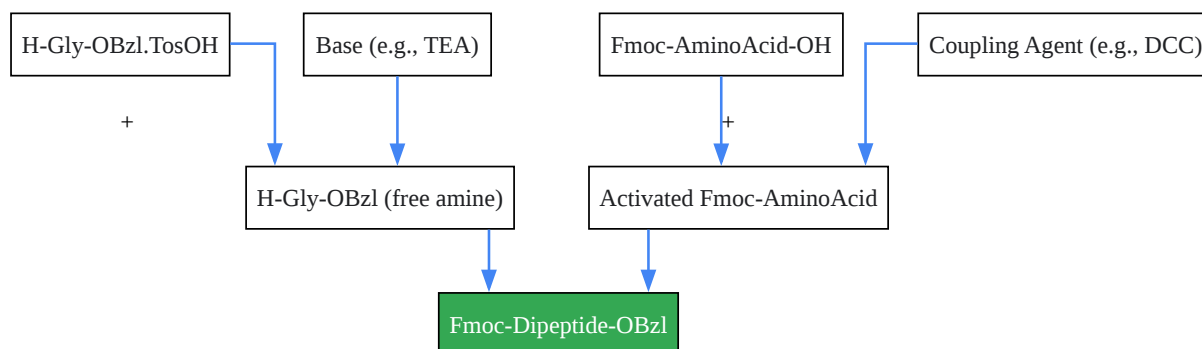 H-Gly-OBzl.TosOH
Base (e.g., TEA)
Fmoc-AminoAcid-OH
Coupling Agent (e.g., DCC)
+
+
H-Gly-OBzl (free amine)
Activated Fmoc-AminoAcid
Fmoc-Dipeptide-OBzl